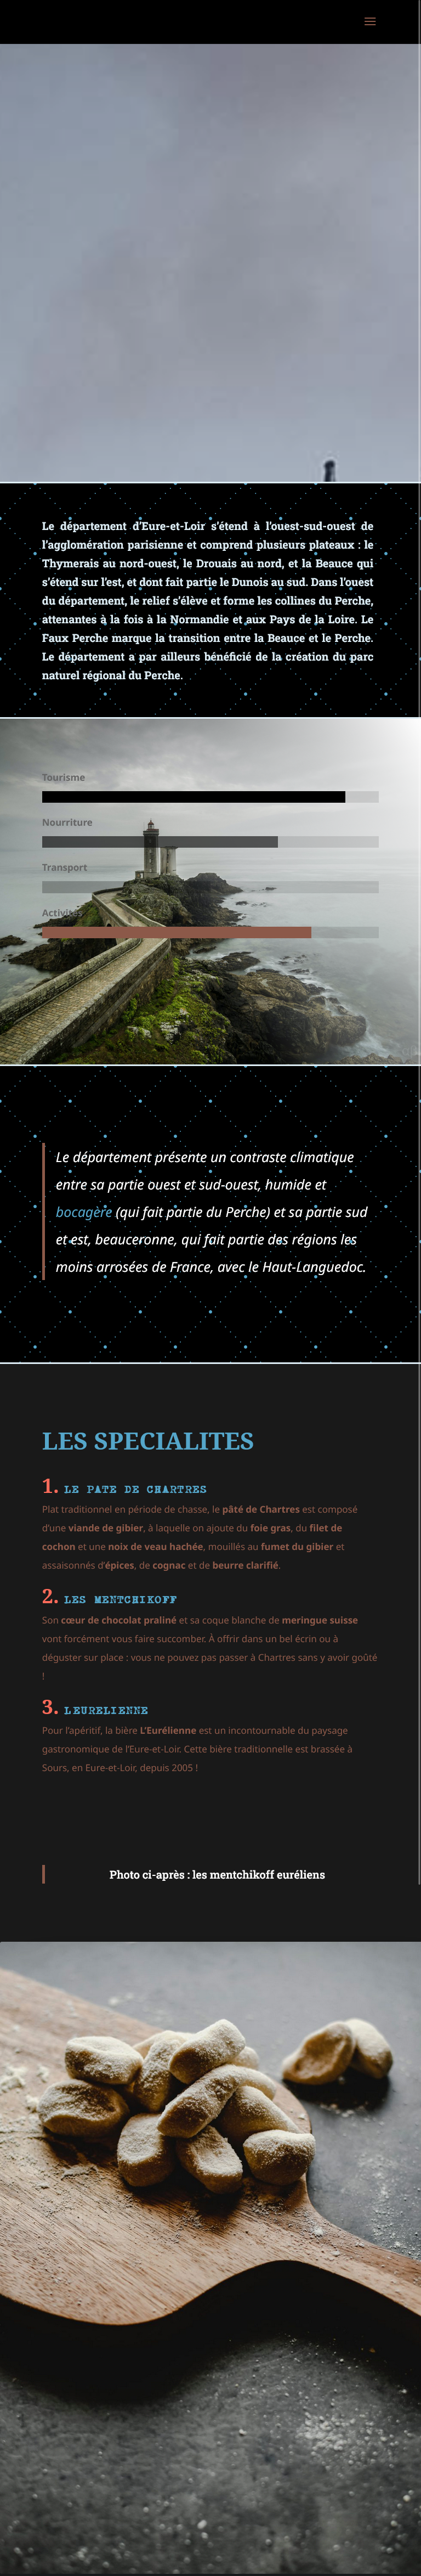 Le département d'Eure-et-Loir s'étend à l'ouest-sud-ouest de
l'agglomération parisienne et comprend plusieurs plateaux : le
Thymerais au nord-ouest, le Drouais au nord, et la Beauce qui
s'étend sur l'est, et dont fait partie le Dunois au sud. Dans l'ouest
du département, le relief s'élève et forme les collines du Perche,
attenantes à la fois à la Normandie et aux Pays de la Loire. Le
Faux Perche marque la transition entre la Beauce et le Perche.
Le département a par ailleurs bénéficié de la création du parc
naturel régional du Perche.
Tourisme
Nourriture
Transport
Le département présente un contraste climatique
entre sa partie ouest et sud-ouest, humide et
bocagère (qui fait partie du Perche) et sa partie sud
et est, beauceronne, qui fait partie des régions les
moins arrosées de France, avec le Haut-Languedoc.
LES SPECIALITES
1. LE PATE DE CHARTRES
Plat traditionnel en période de chasse, le pâté de Chartres est composé
d'une viande de gibier, à laquelle on ajoute du foie gras, du filet de
cochon et une noix de veau hachée, mouillés au fumet du gibier et
assaisonnés d'épices, de cognac et de beurre clarifié.
2. LES MENTCHIKOFF
Son cœur de chocolat praliné et sa coque blanche de meringue suisse
vont forcément vous faire succomber. À offrir dans un bel écrin ou à
déguster sur place : vous ne pouvez pas passer à Chartres sans y avoir goûté
!
3. LEURELIENNE
Pour l'apéritif, la bière L'Eurélienne est un incontournable du paysage
gastronomique de l'Eure-et-Loir. Cette bière traditionnelle est brassée à
Sours, en Eure-et-Loir, depuis 2005 !
Photo ci-après : les mentchikoff euréliens